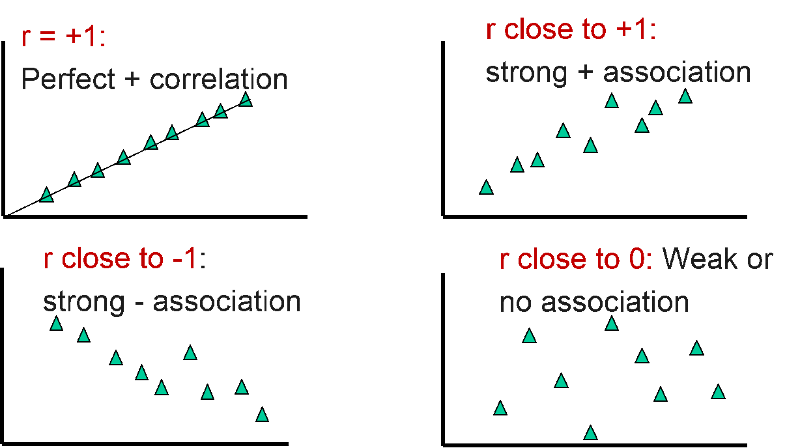 r = +1:
Perfect + correlation
r close to +1:
strong + association
r close to -1:
strong - association
r close to 0: Weak or
no association